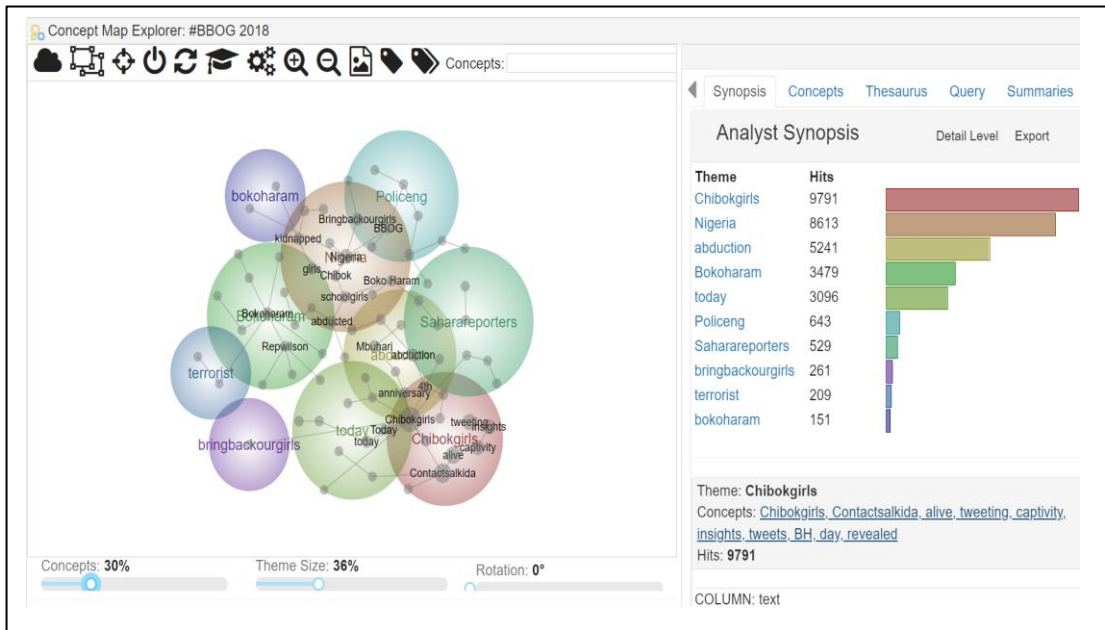 Concept Map Explorer: #BBOG 2018
Concepts:
bokoharam
Policeng
Bringbackourgirls
BBOG
kidnapped
Nigeria
Nigeria
girls
Chibok
Boko Haram
schoolgirls
Bokoharam
Bokoharam
abducted
Saharareporters
Repwilson
Mbuhari
abduction
terrorist
4th
anniversary
Chibokgirls
tweeting
insights
today
Today
today
Chibokgirls
captivity
bringbackourgirls
alive
Contactsalkida
Concepts: 30%
Theme Size: 36%
Rotation: 0°
Synopsis Concepts Thesaurus Query Summaries
Analyst Synopsis Detail Level Export
Theme Hits
Chibokgirls 9791
Nigeria 8613
abduction 5241
Bokoharam 3479
today 3096
Policeng 643
Saharareporters 529
bringbackourgirls 261
terrorist 209
bokoharam 151
Theme: Chibokgirls
Concepts: Chibokgirls, Contactsalkida, alive, tweeting, captivity,
insights, tweets, BH, day, revealed
Hits: 9791
COLUMN: text